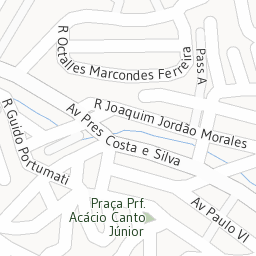 R Octalles Marcondes Ferreira
Pass A
R Joaquim Jordão Morales
Av Pres Costa e Silva
R Guido Portumati
Praça Prf.
Acácio Canto
Júnior
Av Paulo VI